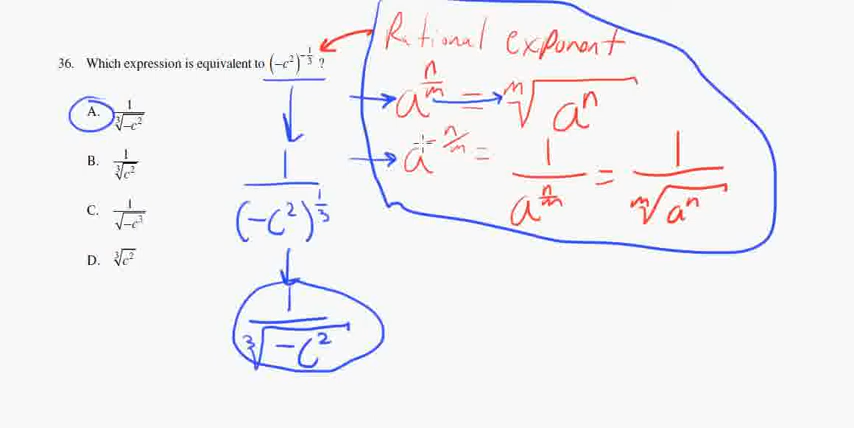 Rational exponent
36. Which expression is equivalent to (−c²)^(−1/3) ?
a^(n/m) = ᵐ√(aⁿ)
A. 1/∛(−c²)
a^(−n/m) = 1/a^(n/m) = 1/ᵐ√(aⁿ)
B. 1/∛(c²)
1/(−c²)^(1/3)
C. 1/√(−c³)
D. ∛(c²)
1/∛(−c²)